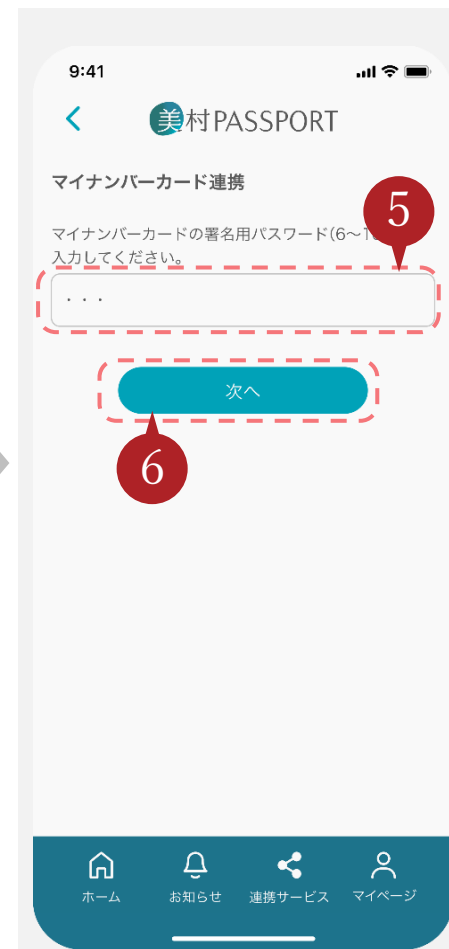 9:41
美村PASSPORT
マイナンバーカード連携
5
マイナンバーカードの署名用パスワード(6〜1
入力してください。
...
次へ
6
ホーム お知らせ 連携サービス マイページ